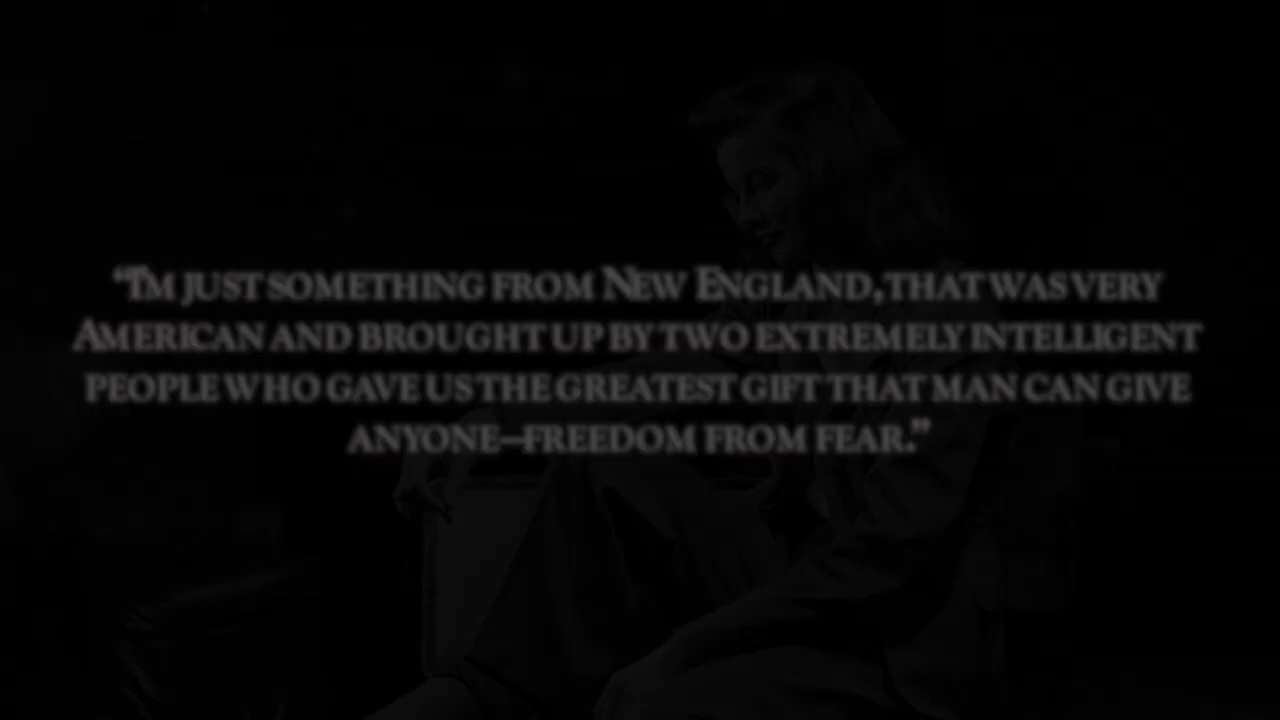 “I'm just something from New England, that was very
American and brought up by two extremely intelligent
people who gave us the greatest gift that man can give
anyone—freedom from fear.”